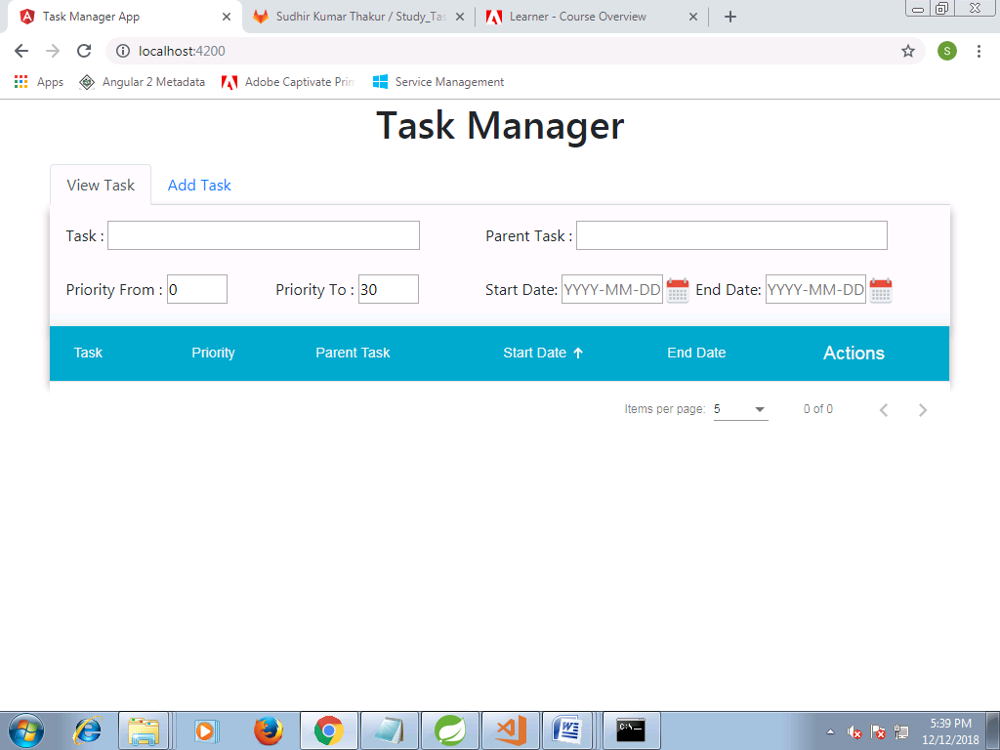 Task Manager App
Sudhir Kumar Thakur / Study_Tas
Learner - Course Overview
localhost:4200
S
Apps
Angular 2 Metadata
Adobe Captivate Prin
Service Management
Task Manager
View Task
Add Task
Task :
Parent Task :
Priority From : 0
Priority To : 30
Start Date: YYYY-MM-DD
End Date: YYYY-MM-DD
Task Priority Parent Task Start Date End Date Actions
Items per page: 5
0 of 0
C:\_
5:39 PM
12/12/2018